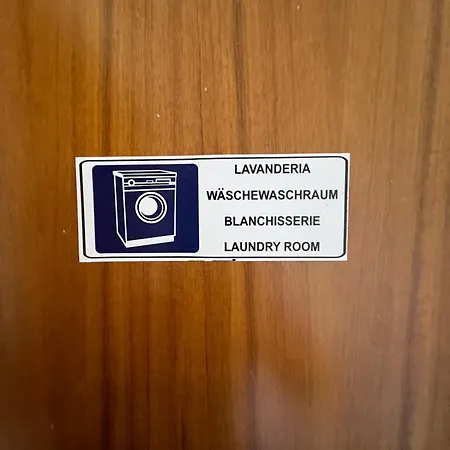 LAVANDERIA
WÄSCHEWASCHRAUM
BLANCHISSERIE
LAUNDRY ROOM